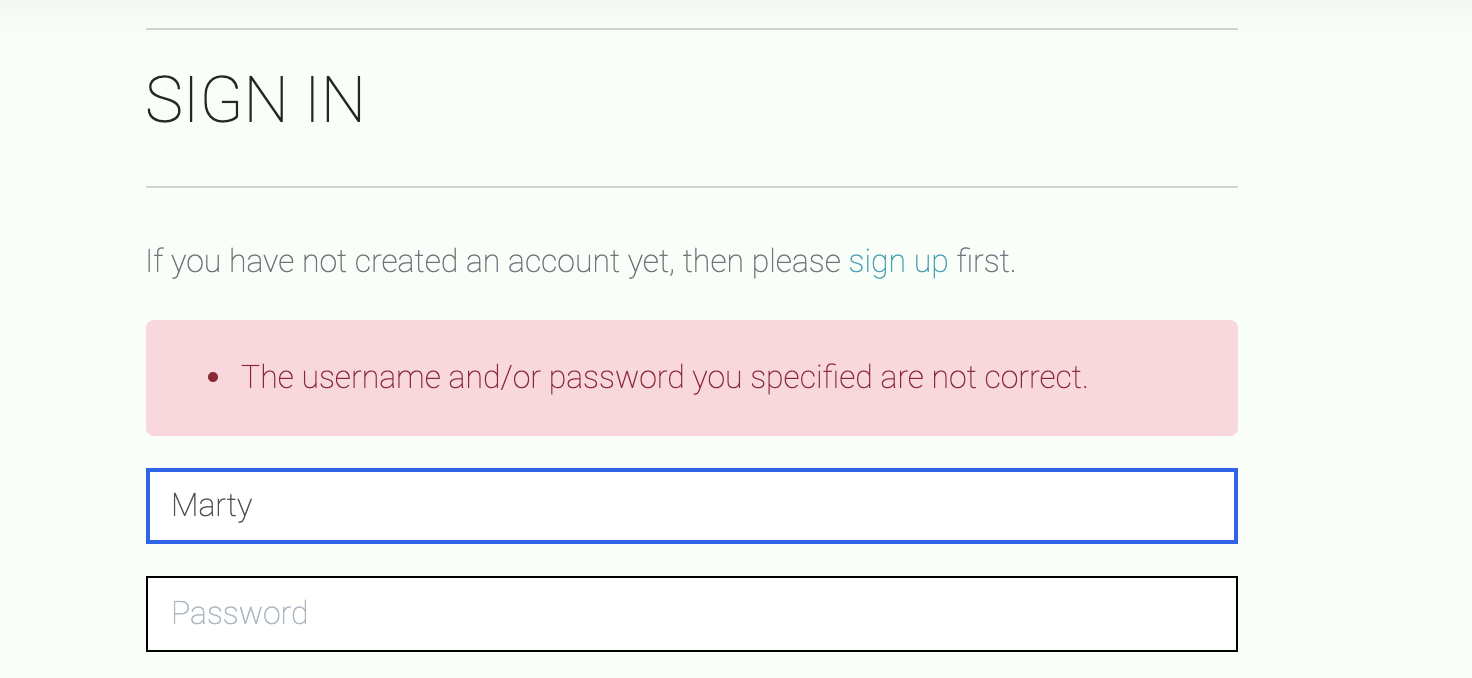 SIGN IN
If you have not created an account yet, then please sign up first.
• The username and/or password you specified are not correct.
Marty
Password